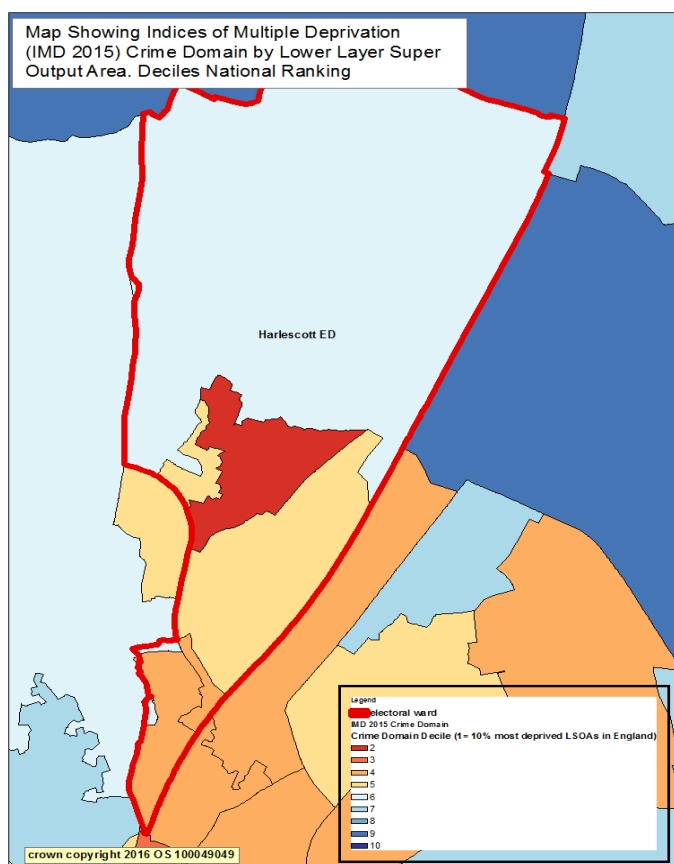 Map Showing Indices of Multiple Deprivation
(IMD 2015) Crime Domain by Lower Layer Super
Output Area. Deciles National Ranking
Harlescott ED
Legend
electoral ward
IMD 2015 Crime Domain
Crime Domain Decile (1= 10% most deprived LSOAs in England)
2
3
4
5
6
7
8
9
10
crown copyright 2016 OS 100049049